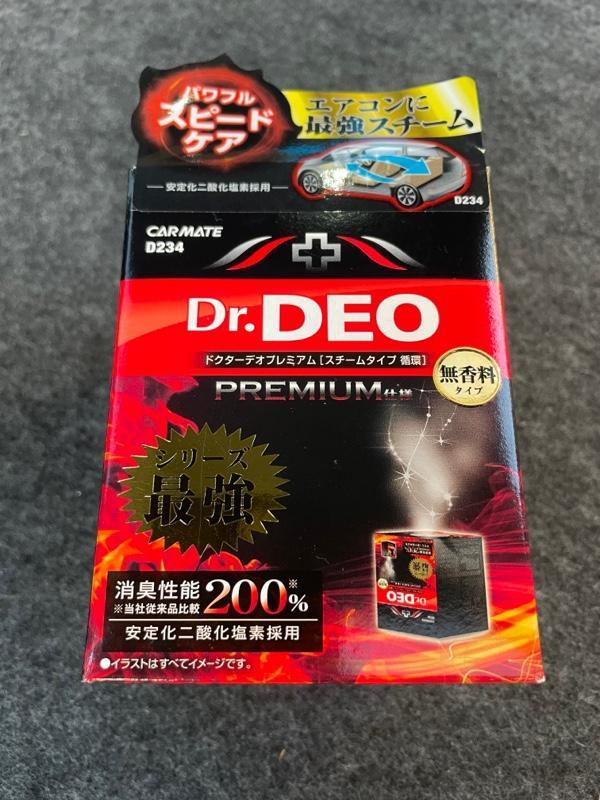 パワフル
スピード
ケア
エアコンに
最強スチーム
安定化二酸化塩素採用
D234
CARMATE
D234
Dr.DEO
ドクターデオプレミアム [スチームタイプ 循環]
PREMIUM仕様
無香料
タイプ
シリーズ
最強
消臭性能
※当社従来品比較
200%※
安定化二酸化塩素採用
●イラストはすべてイメージです。
最強
Dr.DEO